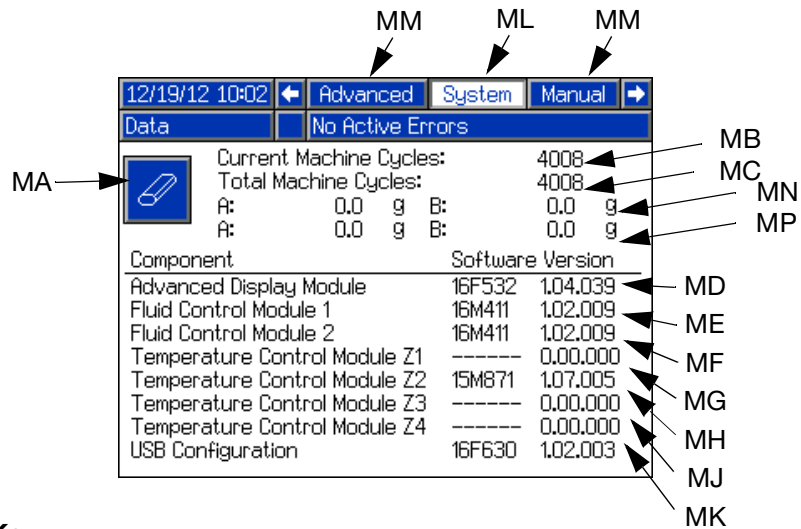 MM ML MM
12/19/12 10:02 Advanced System Manual
Data No Active Errors
Current Machine Cycles: 4008 MB
MA Total Machine Cycles: 4008 MC
A: 0.0 g B: 0.0 g MN
A: 0.0 g B: 0.0 g MP
Component Software Version
Advanced Display Module 16F532 1.04.039 MD
Fluid Control Module 1 16M411 1.02.009 ME
Fluid Control Module 2 16M411 1.02.009 MF
Temperature Control Module Z1 ------ 0.00.000 MG
Temperature Control Module Z2 15M871 1.07.005 MH
Temperature Control Module Z3 ------ 0.00.000 MJ
Temperature Control Module Z4 ------ 0.00.000
USB Configuration 16F630 1.02.003 MK